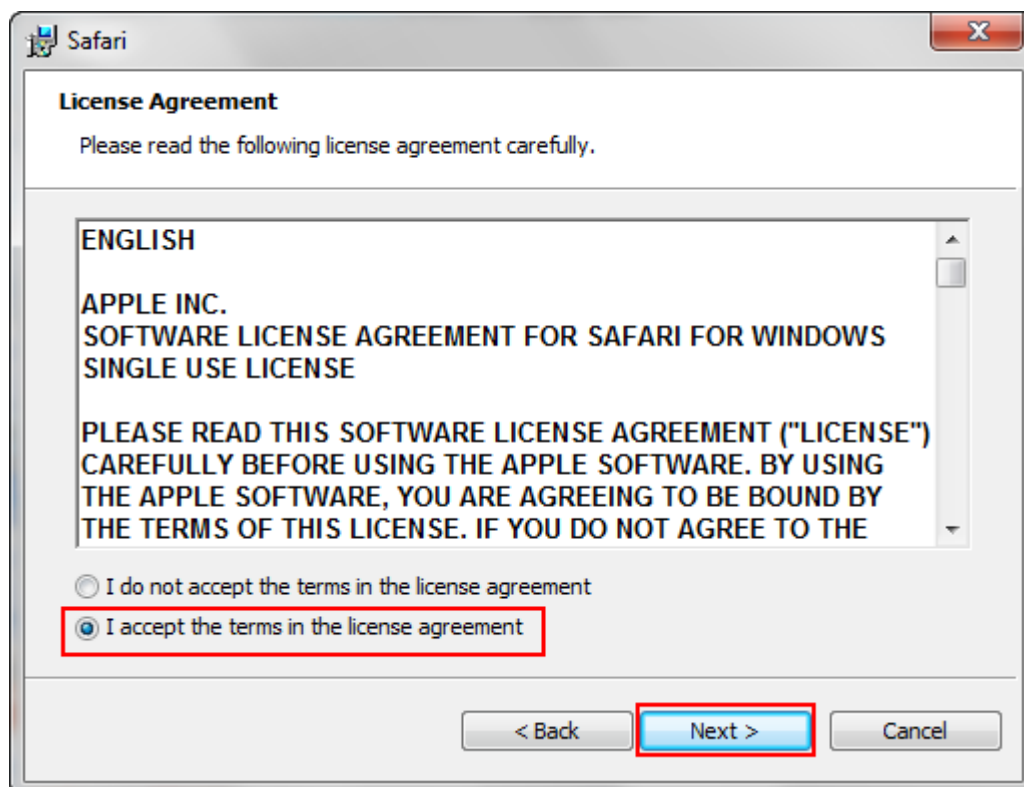 Safari
License Agreement
Please read the following license agreement carefully.
ENGLISH
APPLE INC.
SOFTWARE LICENSE AGREEMENT FOR SAFARI FOR WINDOWS
SINGLE USE LICENSE
PLEASE READ THIS SOFTWARE LICENSE AGREEMENT ("LICENSE")
CAREFULLY BEFORE USING THE APPLE SOFTWARE. BY USING
THE APPLE SOFTWARE, YOU ARE AGREEING TO BE BOUND BY
THE TERMS OF THIS LICENSE. IF YOU DO NOT AGREE TO THE
I do not accept the terms in the license agreement
I accept the terms in the license agreement
< Back Next > Cancel